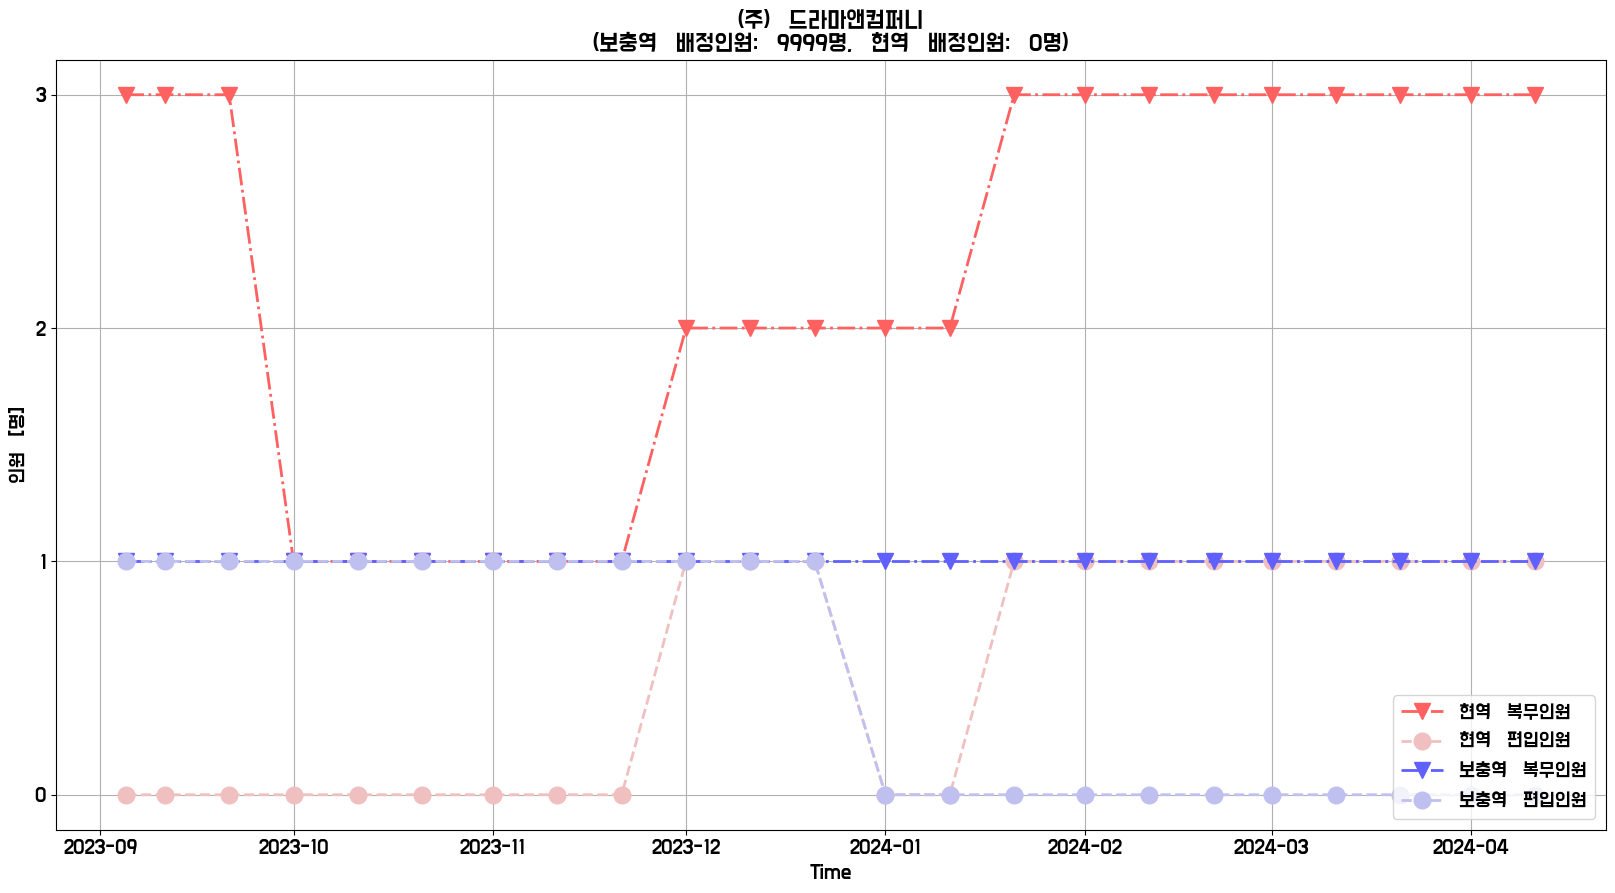 (주) 드라마앤컴퍼니
(보충역 배정인원: 9999명, 현역 배정인원: 0명)
3
2
1
0
인원 [명]
2023-09 2023-10 2023-11 2023-12 2024-01 2024-02 2024-03 2024-04
Time
현역 복무인원
현역 편입인원
보충역 복무인원
보충역 편입인원